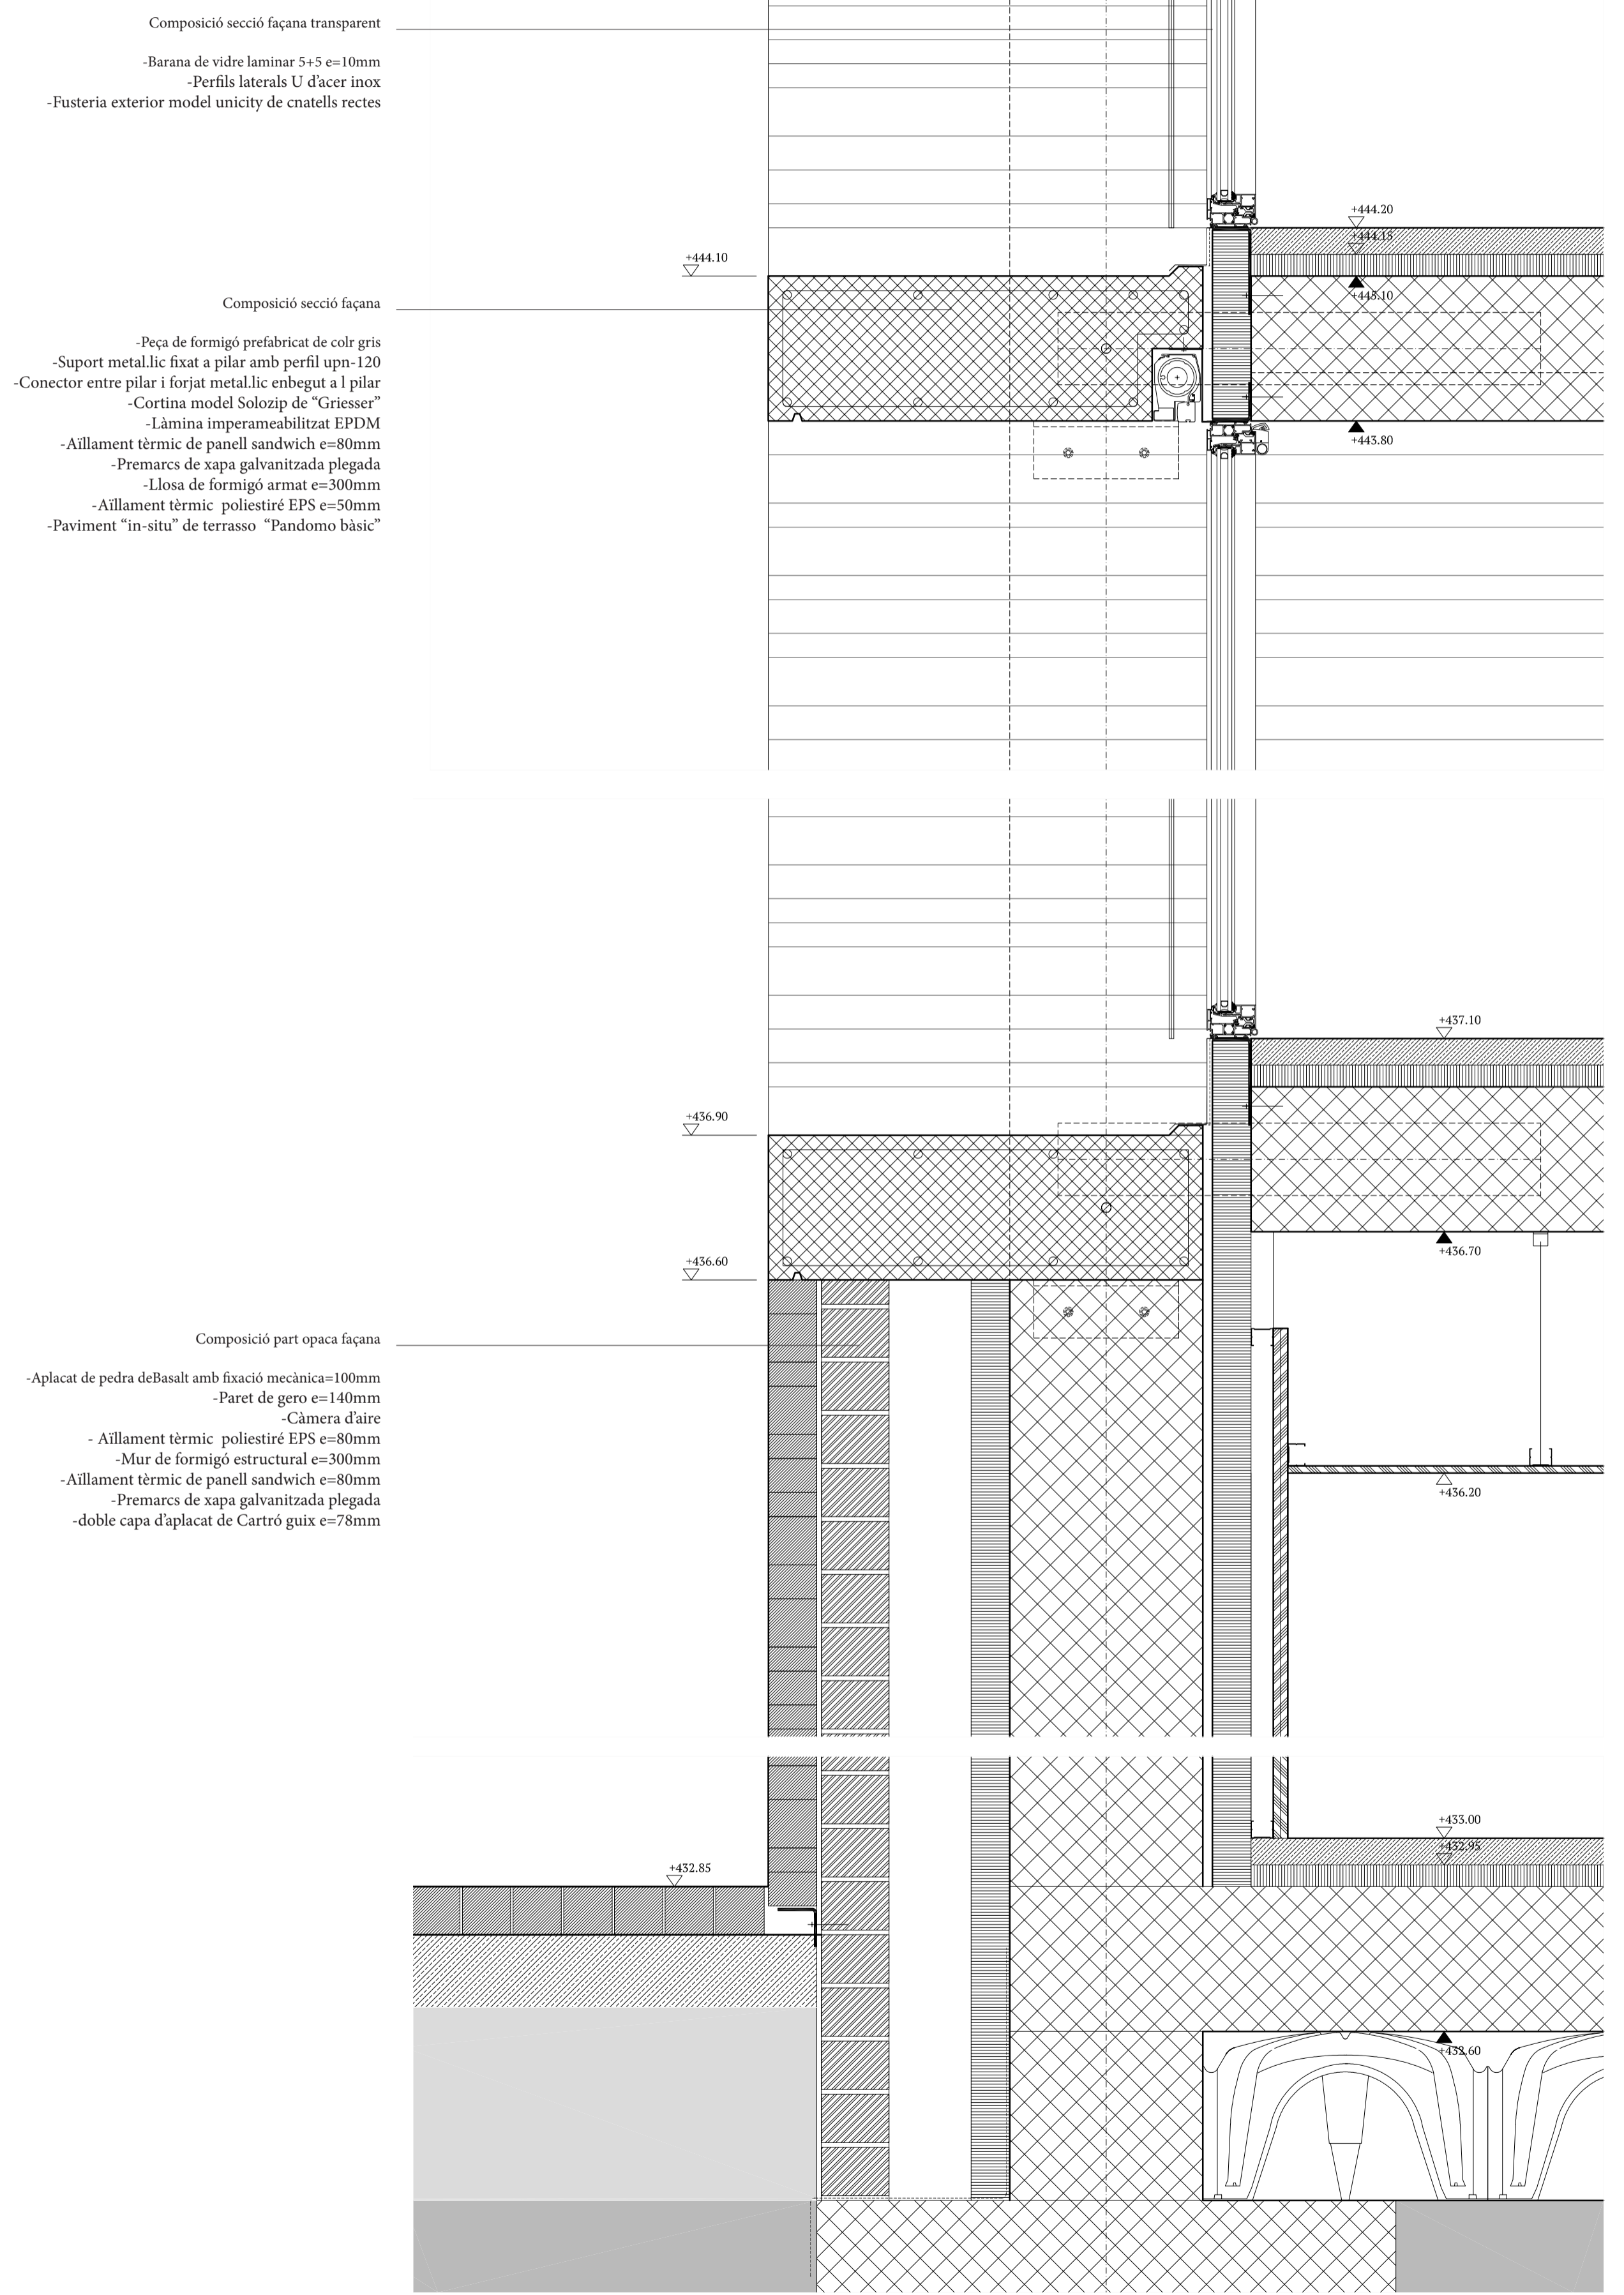 Composició secció façana transparent
-Barana de vidre laminar 5+5 e=10mm
-Perfils laterals U d'acer inox
-Fusteria exterior model unicity de cnatells rectes
+444.20
+444.15
+444.10
+445.10
Composició secció façana
-Peça de formigó prefabricat de colr gris
-Suport metal.lic fixat a pilar amb perfil upn-120
-Conector entre pilar i forjat metal.lic enbegut a l pilar
-Cortina model Solozip de “Griesser”
-Làmina imperameabilitzat EPDM
-Aïllament tèrmic de panell sandwich e=80mm
-Premarcs de xapa galvanitzada plegada
-Llosa de formigó armat e=300mm
-Aïllament tèrmic  poliestiré EPS e=50mm
-Paviment “in-situ” de terrasso  “Pandomo bàsic”
+443.80
+437.10
+436.90
+436.70
+436.60
Composició part opaca façana
-Aplacat de pedra deBasalt amb fixació mecànica=100mm
-Paret de gero e=140mm
-Càmera d'aire
- Aïllament tèrmic  poliestiré EPS e=80mm
-Mur de formigó estructural e=300mm
-Aïllament tèrmic de panell sandwich e=80mm
-Premarcs de xapa galvanitzada plegada
-doble capa d'aplacat de Cartró guix e=78mm
+436.20
+433.00
+432.95
+432.85
+432.60